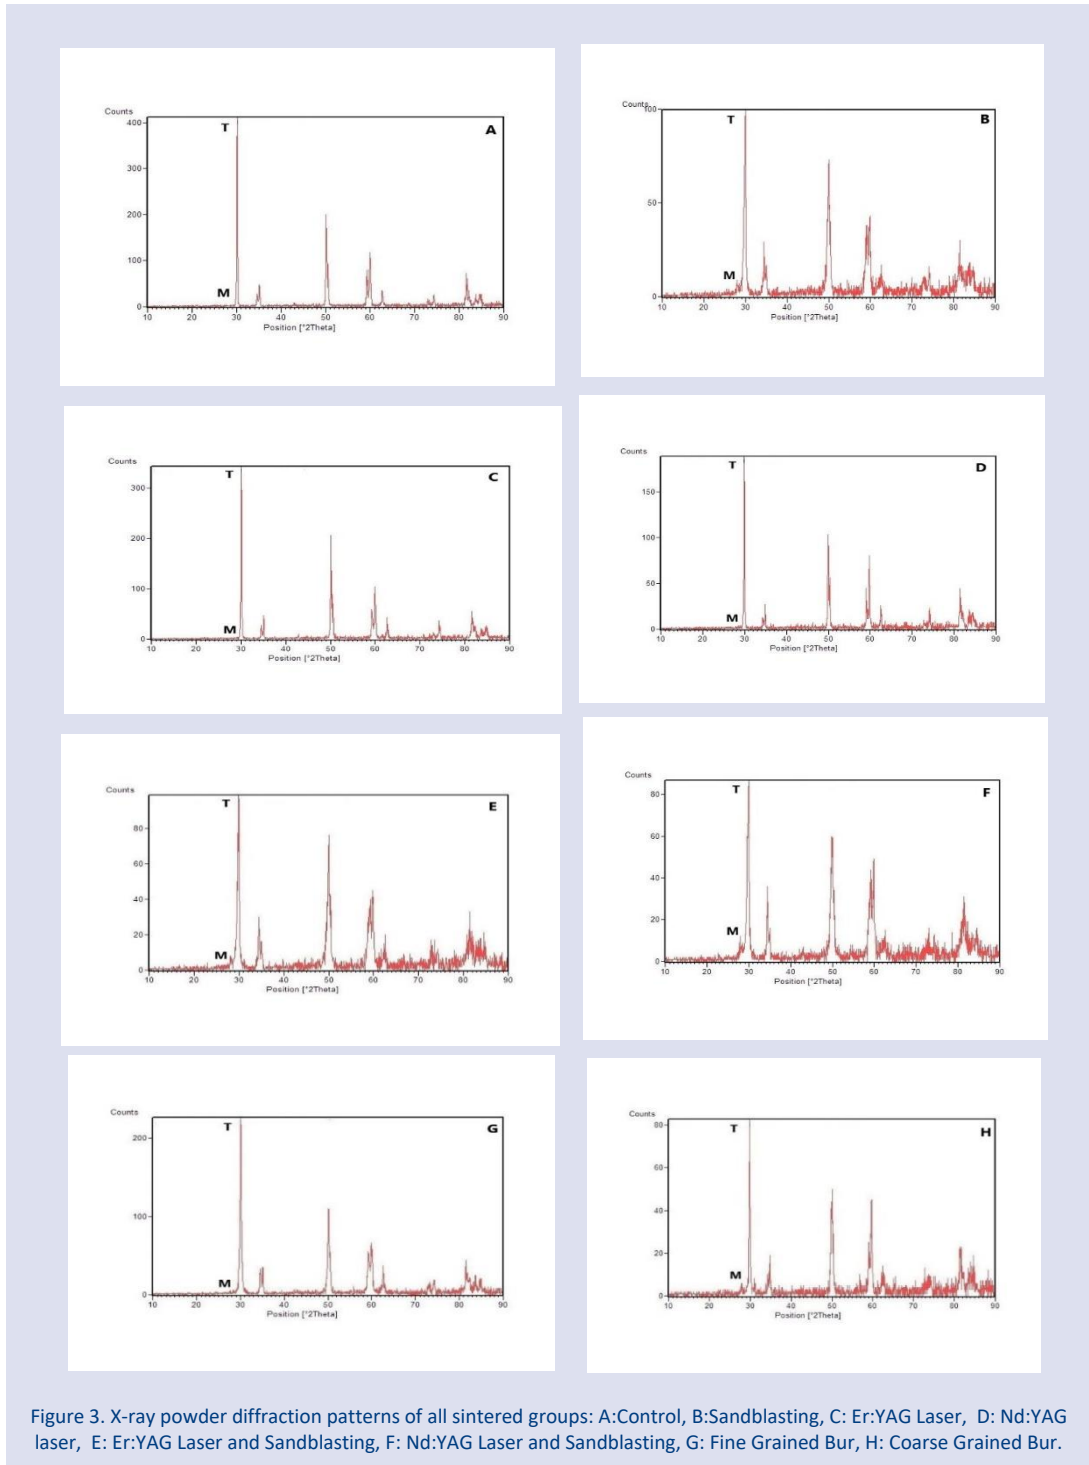 Counts
400
300
200
100
0
T
A
M
10 20 30 40 50 60 70 80 90
Position [°2Theta]
Counts
100
50
0
T
B
M
10 20 30 40 50 60 70 80 90
Position [°2Theta]
Counts
300
200
100
0
T
C
M
10 20 30 40 50 60 70 80 90
Position [°2Theta]
Counts
150
100
50
0
T
D
M
10 20 30 40 50 60 70 80 90
Position [°2Theta]
Counts
80
60
40
20
0
T
E
M
10 20 30 40 50 60 70 80 90
Position [°2Theta]
Counts
80
60
40
20
0
T
F
M
10 20 30 40 50 60 70 80 90
Position [°2Theta]
Counts
200
100
0
T
G
M
10 20 30 40 50 60 70 80 90
Position [°2Theta]
Counts
80
60
40
20
0
T
H
M
10 20 30 40 50 60 70 80 90
Position [°2Theta]
Figure 3. X-ray powder diffraction patterns of all sintered groups: A:Control, B:Sandblasting, C: Er:YAG Laser, D: Nd:YAG
laser, E: Er:YAG Laser and Sandblasting, F: Nd:YAG Laser and Sandblasting, G: Fine Grained Bur, H: Coarse Grained Bur.